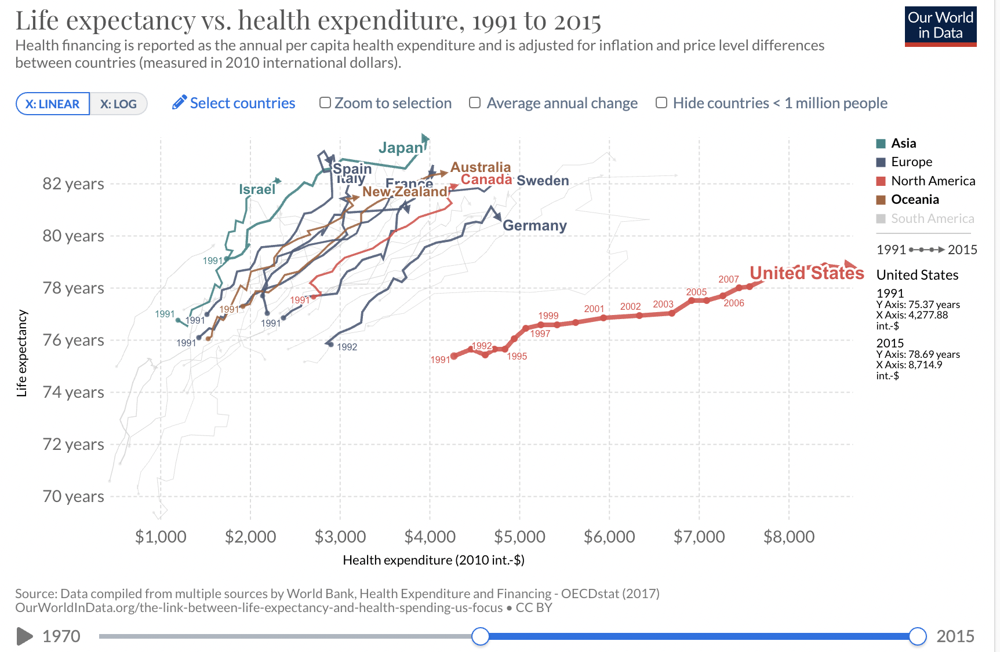 Life expectancy vs. health expenditure, 1991 to 2015
Our World
in Data
Health financing is reported as the annual per capita health expenditure and is adjusted for inflation and price level differences
between countries (measured in 2010 international dollars).
X: LINEAR
X: LOG
Select countries
Zoom to selection
Average annual change
Hide countries < 1 million people
Life expectancy
82 years
80 years
78 years
76 years
74 years
72 years
70 years
Japan
Spain
Italy
Israel
France
Australia
Canada
Sweden
New Zealand
Germany
United States
1991
1991
1991
1991
1991
1991
1991
1992
1991
1992
1995
1997
1999
2001
2002
2003
2005
2006
2007
$1,000
$2,000
$3,000
$4,000
$5,000
$6,000
$7,000
$8,000
Health expenditure (2010 int.-$)
Asia
Europe
North America
Oceania
South America
1991
2015
United States
1991
Y Axis: 75.37 years
X Axis: 4,277.88
int.-$
2015
Y Axis: 78.69 years
X Axis: 8,714.9
int.-$
Source: Data compiled from multiple sources by World Bank, Health Expenditure and Financing - OECDstat (2017)
OurWorldInData.org/the-link-between-life-expectancy-and-health-spending-us-focus • CC BY
1970
2015